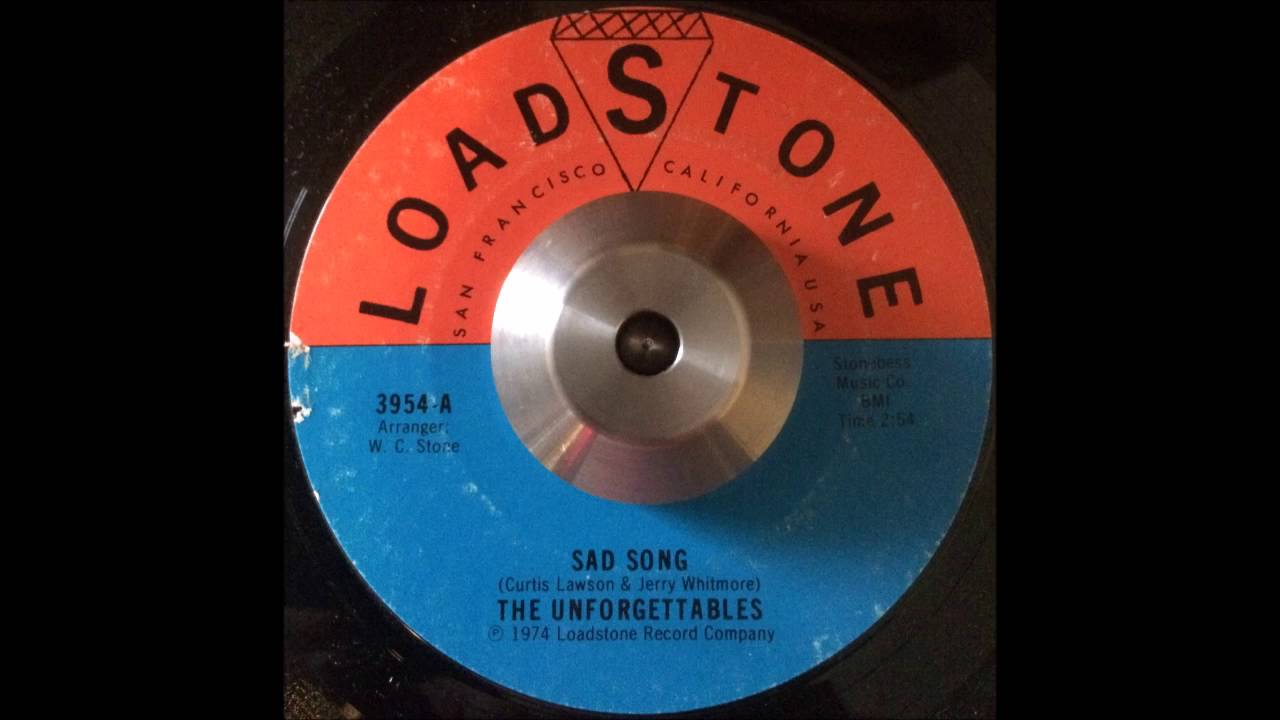 LOADSTONE
SAN FRANCISCO CALIFORNIA USA
3954-A
Arranger:
W. C. Stone
Music Co.
BMI
Time 2:54
SAD SONG
(Curtis Lawson & Jerry Whitmore)
THE UNFORGETTABLES
℗ 1974 Loadstone Record Company